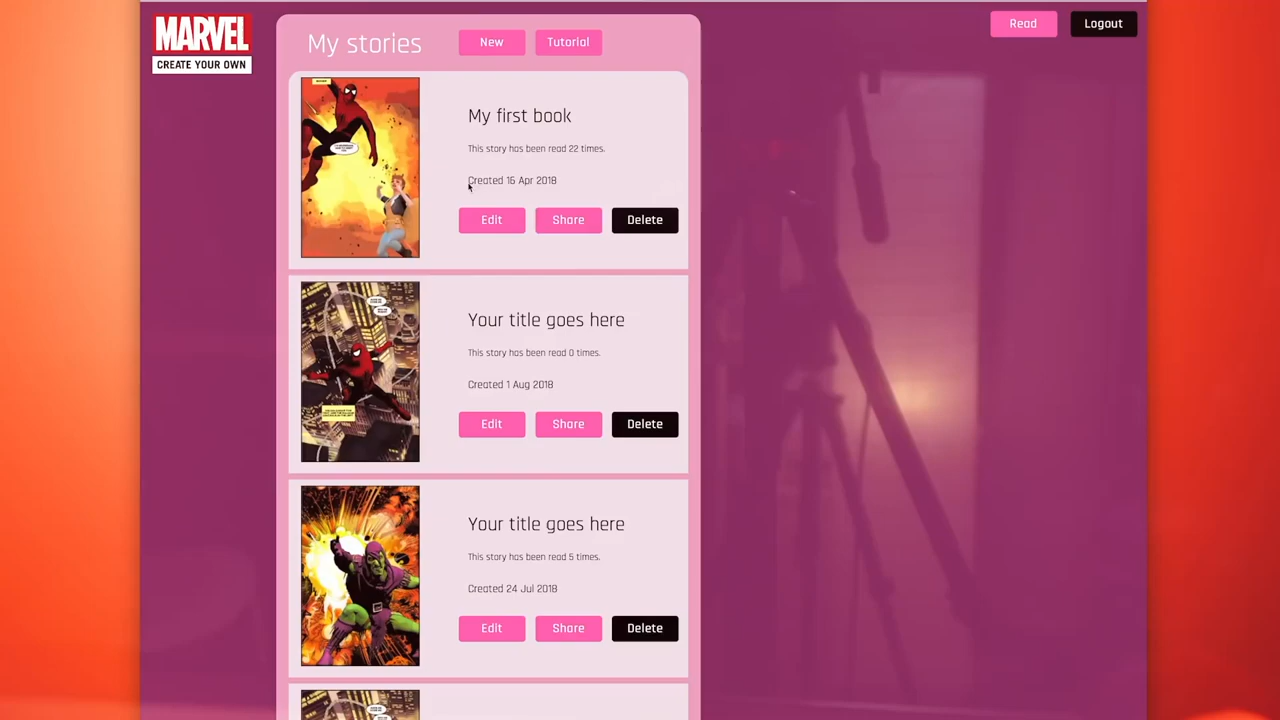 MARVEL
CREATE YOUR OWN
My stories
New
Tutorial
Read
Logout
My first book
This story has been read 22 times.
Created 16 Apr 2018
Edit
Share
Delete
Your title goes here
This story has been read 0 times.
Created 1 Aug 2018
Edit
Share
Delete
Your title goes here
This story has been read 5 times.
Created 24 Jul 2018
Edit
Share
Delete